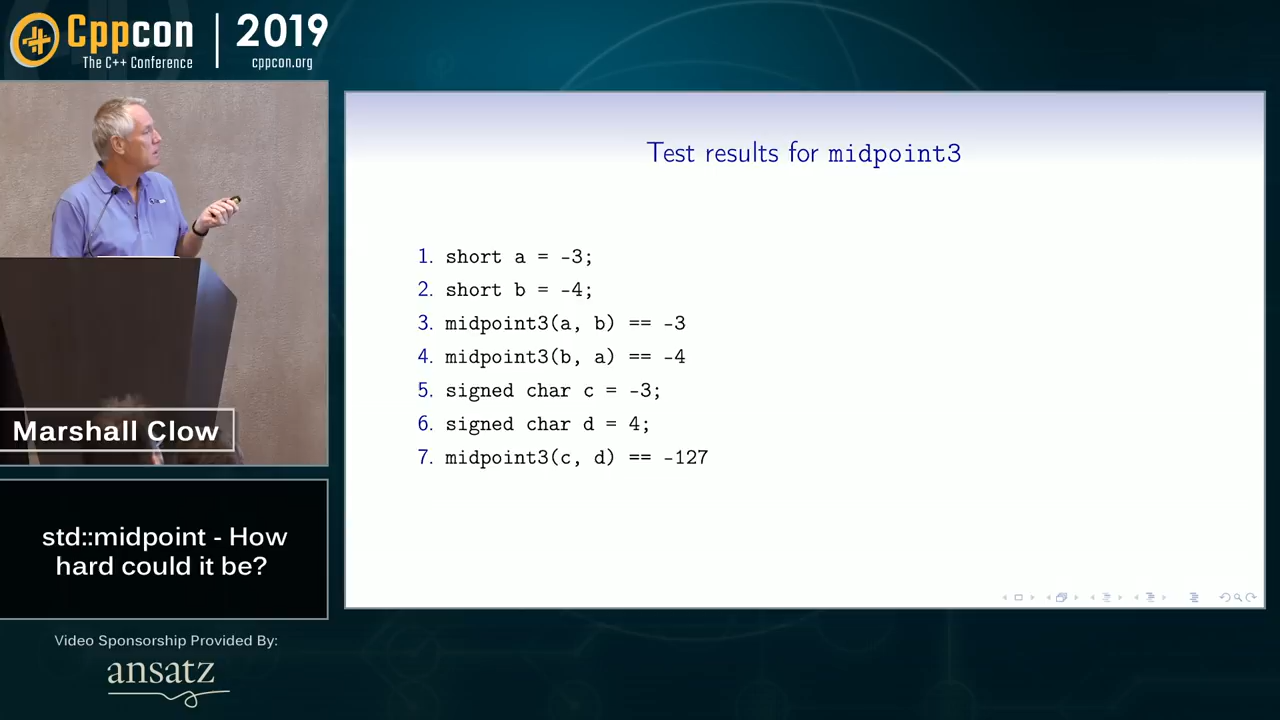 Cppcon
The C++ Conference
2019
cppcon.org
Test results for midpoint3
1. short a = -3;
2. short b = -4;
3. midpoint3(a, b) == -3
4. midpoint3(b, a) == -4
5. signed char c = -3;
6. signed char d = 4;
7. midpoint3(c, d) == -127
Marshall Clow
std::midpoint - How
hard could it be?
Video Sponsorship Provided By:
ansatz